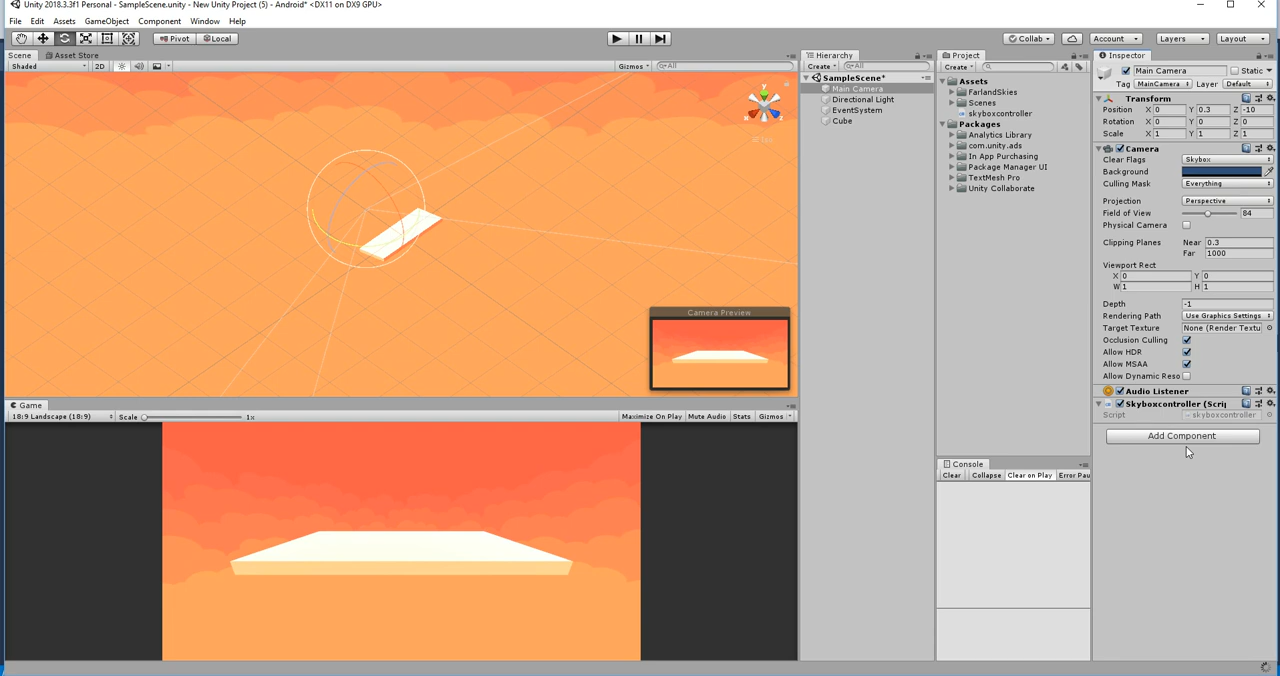 Unity 2018.3.3f1 Personal - SampleScene.unity - New Unity Project (5) - Android* <DX11 on DX9 GPU>
File Edit Assets GameObject Component Window Help
Pivot Local Collab Account Layers Layout
Scene Asset Store
Shaded 2D Gizmos All
Camera Preview
Game
18:9 Landscape (18:9) Scale 1x Maximize On Play Mute Audio Stats Gizmos
Hierarchy
Create All
SampleScene*
Main Camera
Directional Light
EventSystem
Cube
Project
Create
Assets
FarlandSkies
Scenes
skyboxcontroller
Packages
Analytics Library
com.unity.ads
In App Purchasing
Package Manager UI
TextMesh Pro
Unity Collaborate
Console
Clear Collapse Clear on Play Error Pau
Inspector
Main Camera Static
Tag MainCamera Layer Default
Transform
Position X 0 Y 0.3 Z -10
Rotation X 0 Y 0 Z 0
Scale X 1 Y 1 Z 1
Camera
Clear Flags Skybox
Background
Culling Mask Everything
Projection Perspective
Field of View 84
Physical Camera
Clipping Planes Near 0.3
Far 1000
Viewport Rect
X 0 Y 0
W 1 H 1
Depth -1
Rendering Path Use Graphics Settings
Target Texture None (Render Textu
Occlusion Culling
Allow HDR
Allow MSAA
Allow Dynamic Reso
Audio Listener
Skyboxcontroller (Scri
Script skyboxcontroller
Add Component